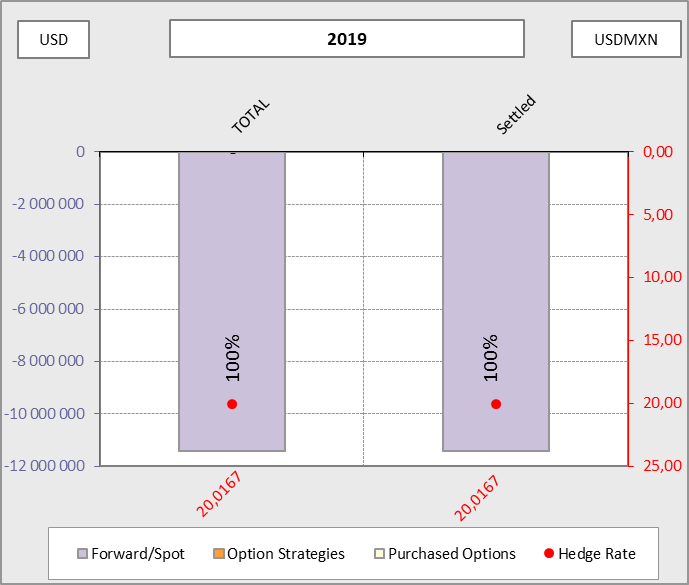 USD
2019
USDMXN
TOTAL
Settled
0
-2 000 000
-4 000 000
-6 000 000
-8 000 000
-10 000 000
-12 000 000
0,00
5,00
10,00
15,00
20,00
25,00
100%
100%
20,0167
20,0167
Forward/Spot
Option Strategies
Purchased Options
Hedge Rate